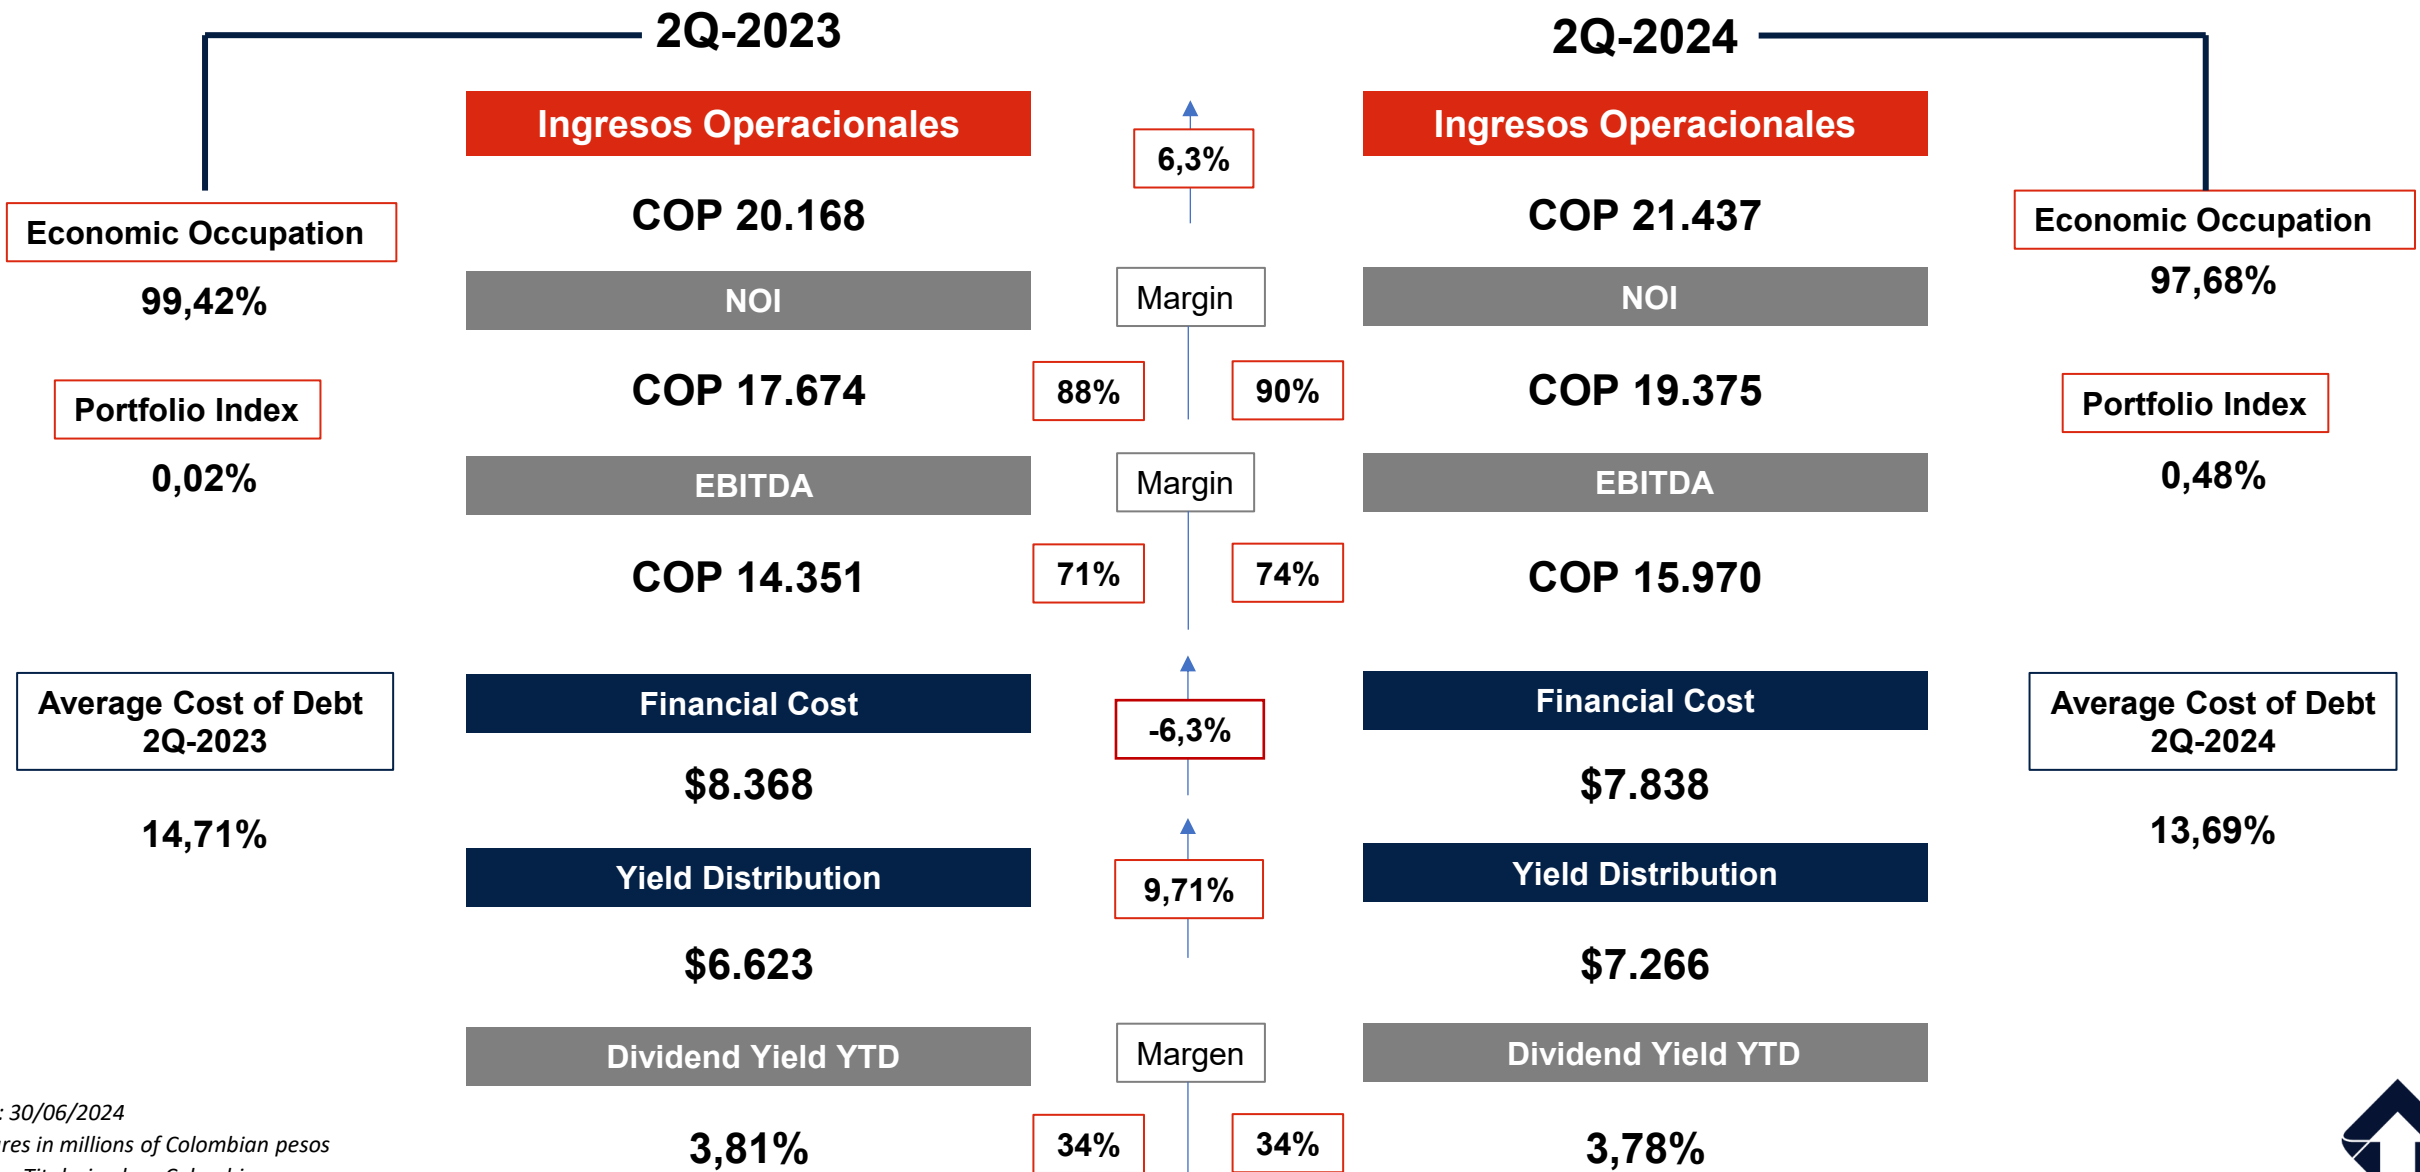 2Q-2023
2Q-2024
Ingresos Operacionales
6,3%
Ingresos Operacionales
COP 20.168
COP 21.437
Economic Occupation
Economic Occupation
99,42%
97,68%
NOI
Margin
NOI
COP 17.674
88%
90%
COP 19.375
Portfolio Index
Portfolio Index
0,02%
0,48%
EBITDA
Margin
EBITDA
COP 14.351
71%
74%
COP 15.970
Average Cost of Debt
2Q-2023
Financial Cost
-6,3%
Financial Cost
Average Cost of Debt
2Q-2024
$8.368
$7.838
14,71%
13,69%
Yield Distribution
9,71%
Yield Distribution
$6.623
$7.266
Dividend Yield YTD
Margen
Dividend Yield YTD
3,81%
34%
34%
3,78%
: 30/06/2024
in millions of Colombian pesos